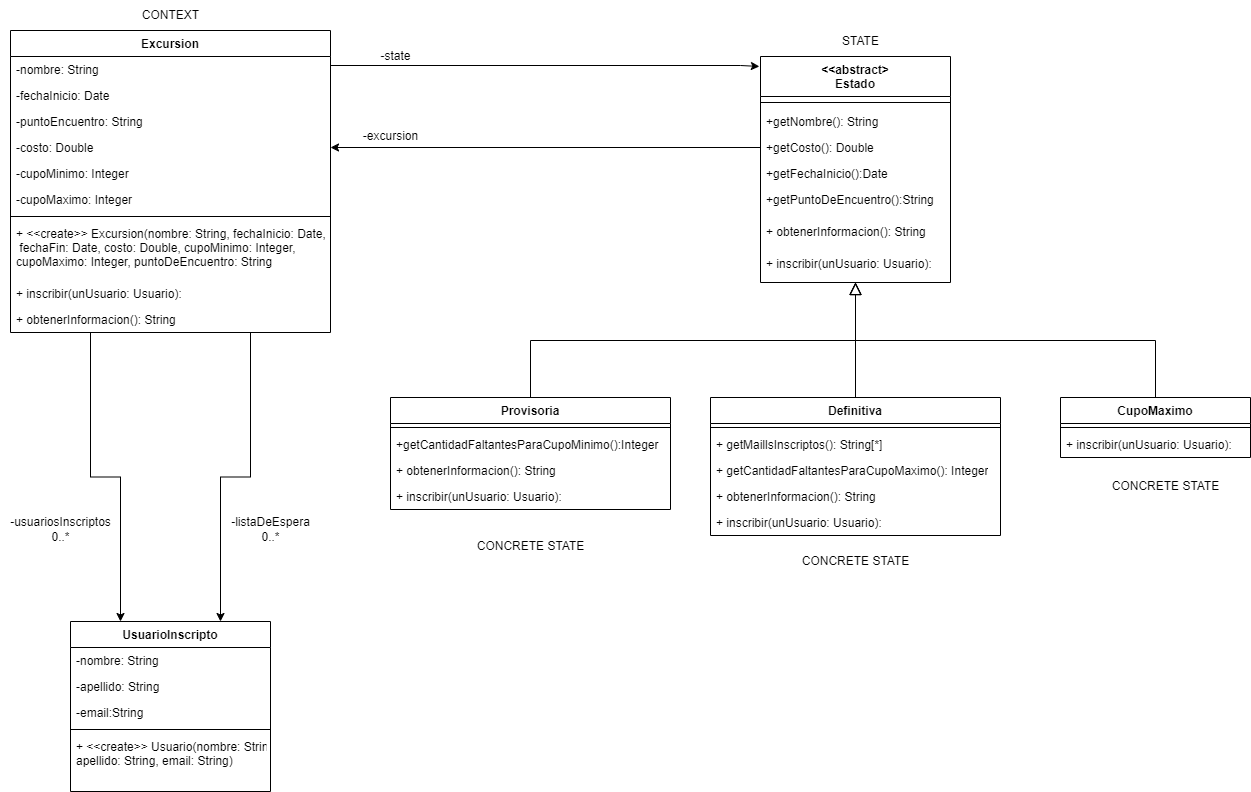 CONTEXT
Excursion
-nombre: String
-fechaInicio: Date
-puntoEncuentro: String
-costo: Double
-cupoMinimo: Integer
-cupoMaximo: Integer
+ <<create>> Excursion(nombre: String, fechaInicio: Date,
fechaFin: Date, costo: Double, cupoMinimo: Integer,
cupoMaximo: Integer, puntoDeEncuentro: String
+ inscribir(unUsuario: Usuario):
+ obtenerInformacion(): String
-state
-excursion
STATE
<<abstract>>
Estado
+getNombre(): String
+getCosto(): Double
+getFechaInicio():Date
+getPuntoDeEncuentro():String
+ obtenerInformacion(): String
+ inscribir(unUsuario: Usuario):
Provisoria
+getCantidadFaltantesParaCupoMinimo():Integer
+ obtenerInformacion(): String
+ inscribir(unUsuario: Usuario):
CONCRETE STATE
Definitiva
+ getMailIsInscriptos(): String[*]
+ getCantidadFaltantesParaCupoMaximo(): Integer
+ obtenerInformacion(): String
+ inscribir(unUsuario: Usuario):
CONCRETE STATE
CupoMaximo
+ inscribir(unUsuario: Usuario):
CONCRETE STATE
-usuariosInscriptos
0..*
-listaDeEspera
0..*
UsuarioInscripto
-nombre: String
-apellido: String
-email:String
+ <<create>> Usuario(nombre: Strin
apellido: String, email: String)